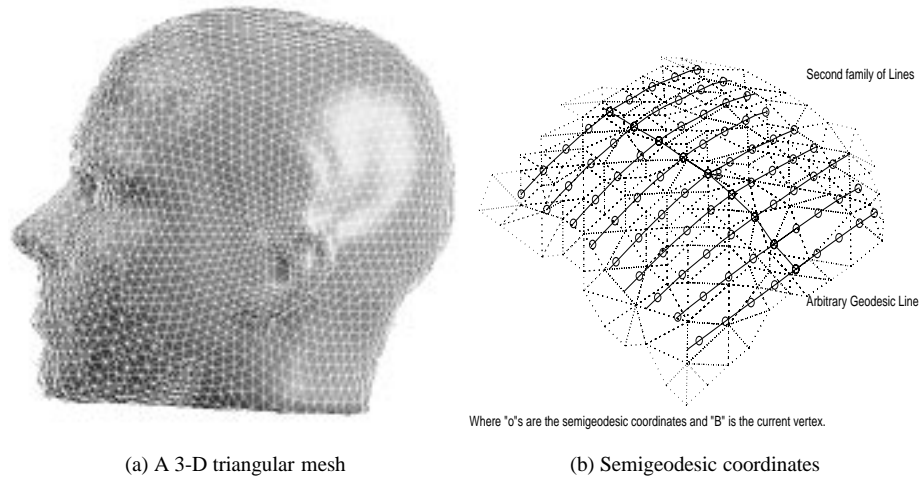 Second family of Lines
Arbitrary Geodesic Line
Where "o"s are the semigeodesic coordinates and "B" is the current vertex.
(a) A 3-D triangular mesh
(b) Semigeodesic coordinates